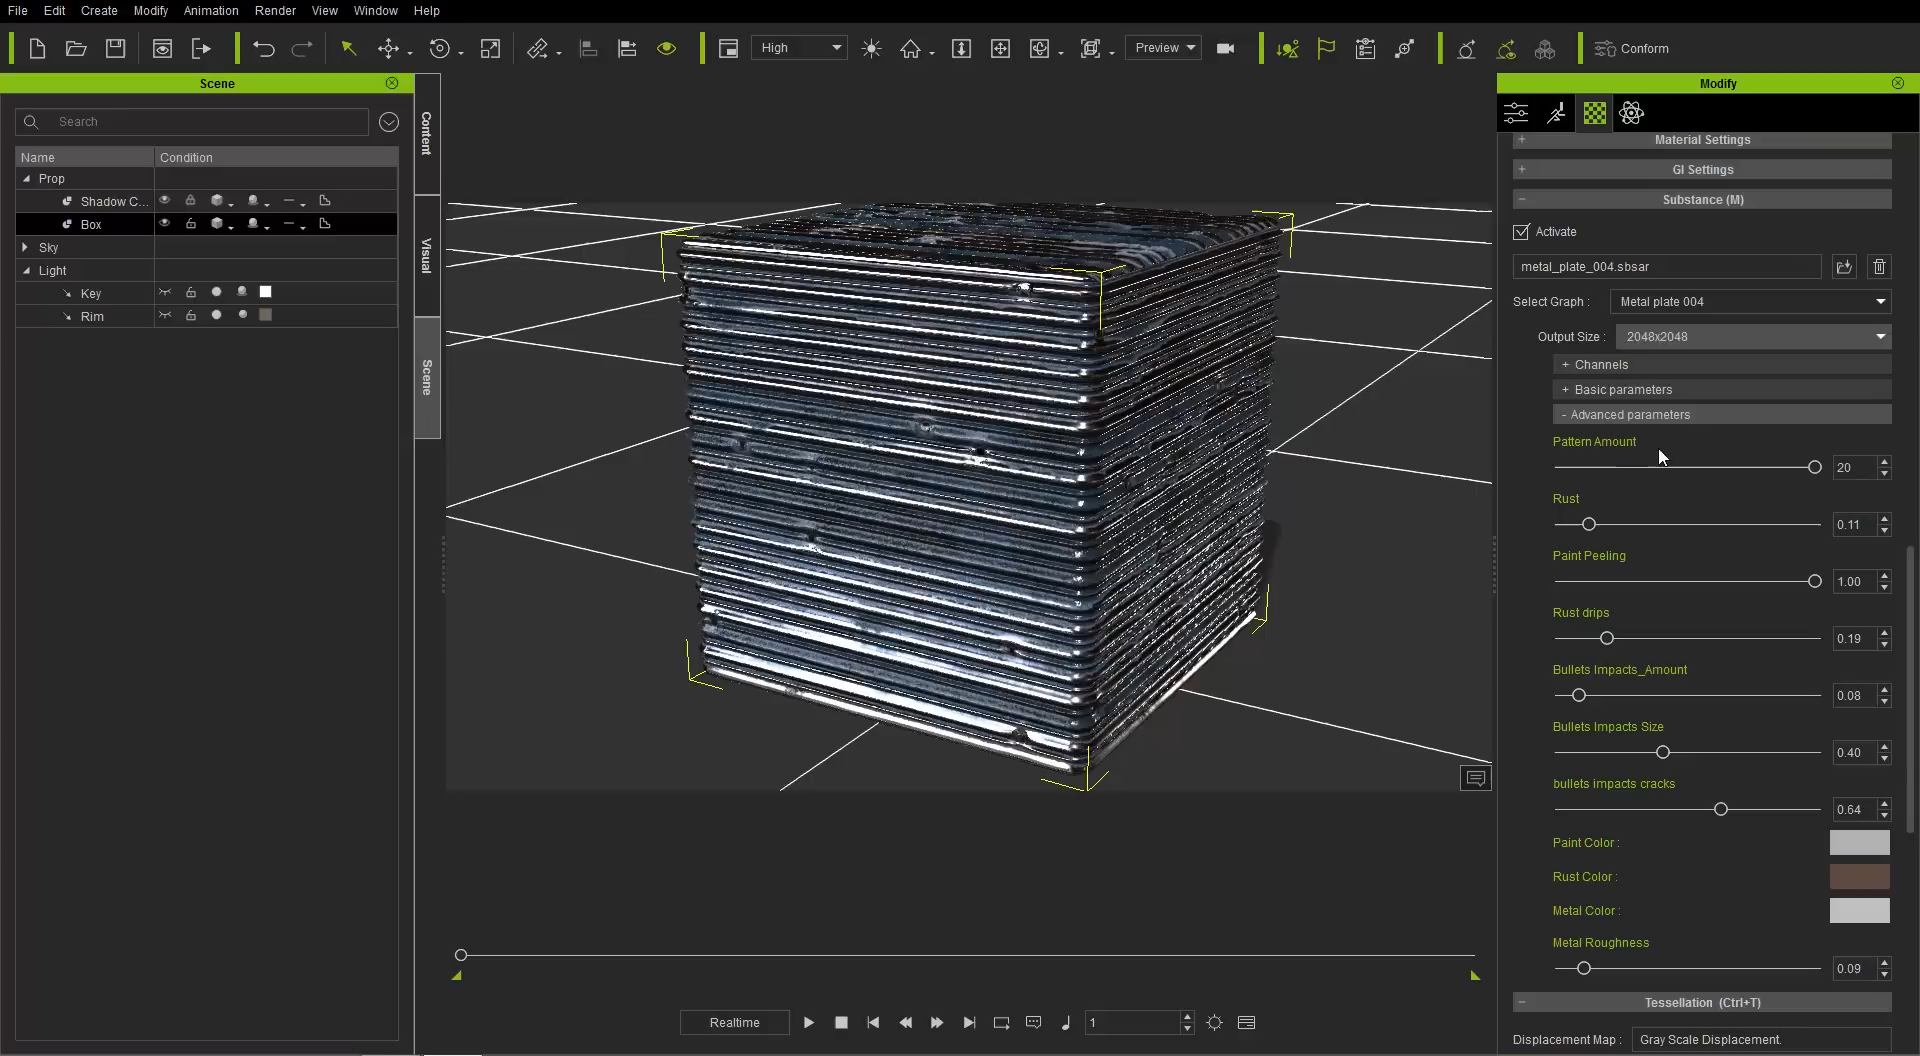 File Edit Create Modify Animation Render View Window Help
High Preview Conform
Scene
Search
Name Condition
Prop
Shadow C...
Box
Sky
Light
Key
Rim
Content
Visual
Scene
Realtime 1
Modify
Material Settings
GI Settings
Substance (M)
Activate
metal_plate_004.sbsar
Select Graph : Metal plate 004
Output Size : 2048x2048
+ Channels
+ Basic parameters
- Advanced parameters
Pattern Amount
20
Rust
0.11
Paint Peeling
1.00
Rust drips
0.19
Bullets Impacts_Amount
0.08
Bullets Impacts Size
0.40
bullets impacts cracks
0.64
Paint Color :
Rust Color :
Metal Color :
Metal Roughness
0.09
Tessellation (Ctrl+T)
Displacement Map : Gray Scale Displacement.